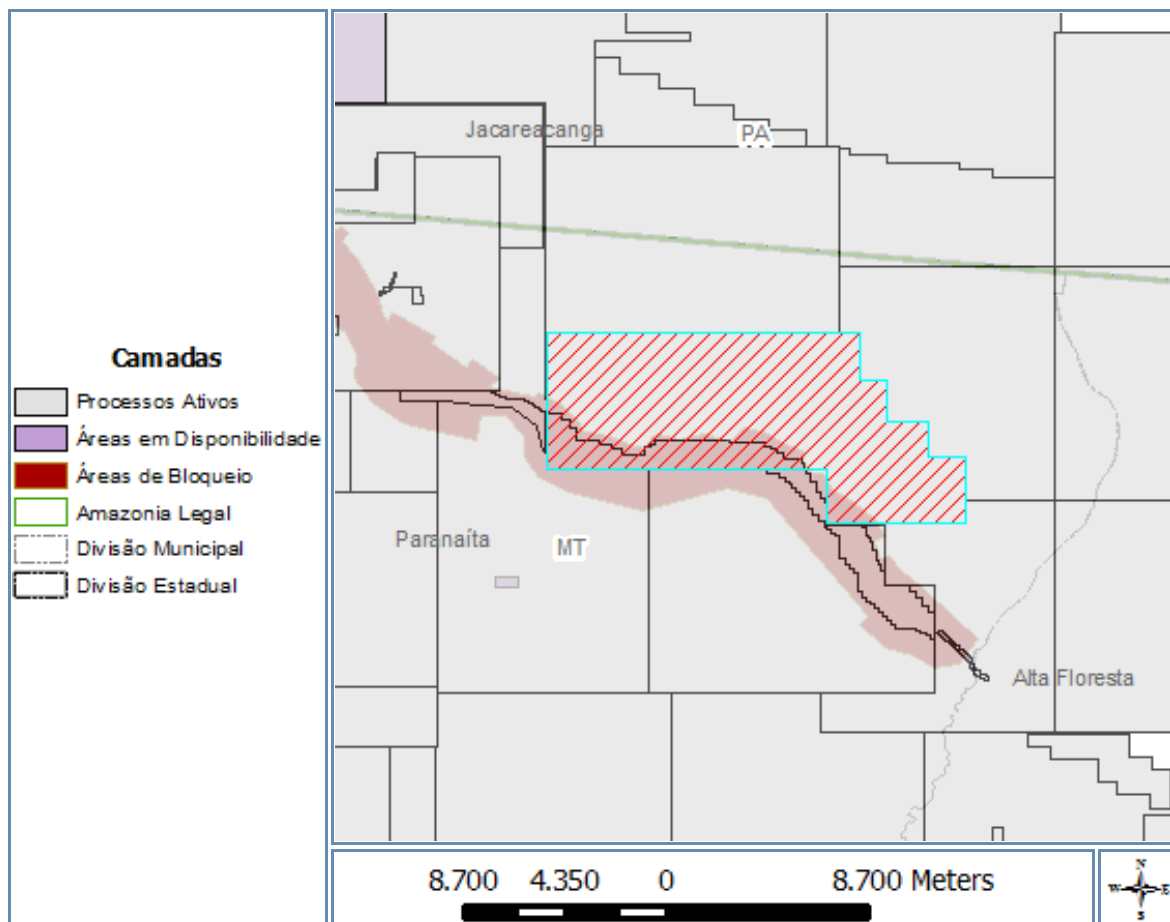 Camadas
Processos Ativos
Áreas em Disponibilidade
Áreas de Bloqueio
Amazonia Legal
Divisão Municipal
Divisão Estadual
Jacareacanga
PA
Paranaíta
MT
Alta Floresta
8.700 4.350 0 8.700 Meters
N
W E
S